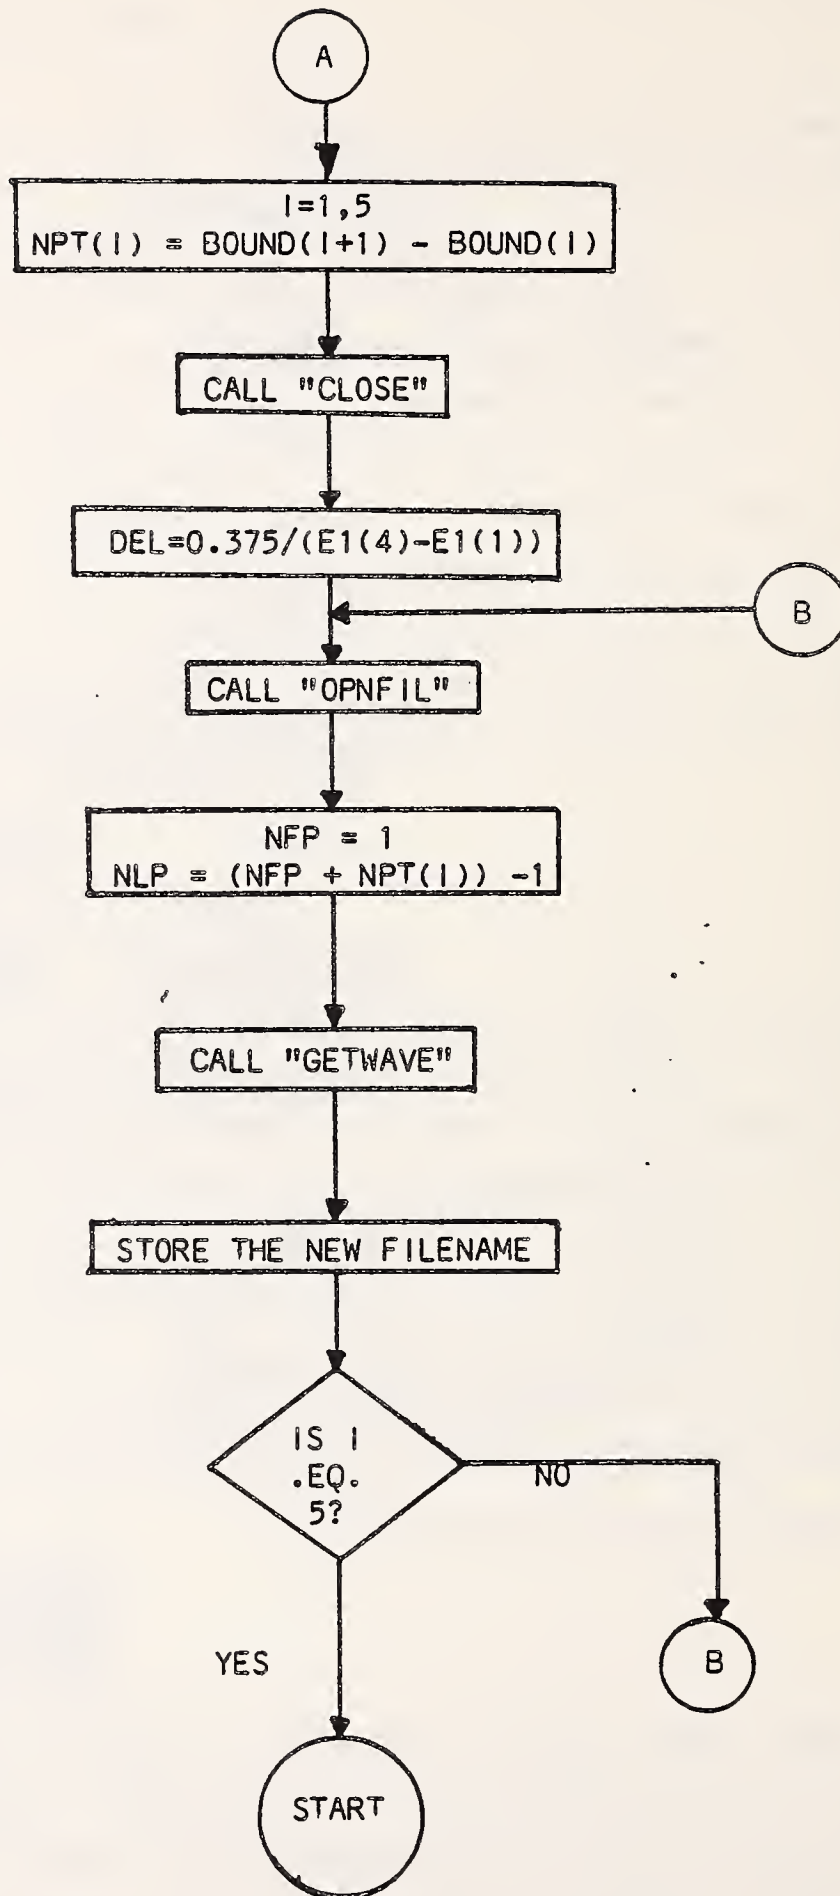 A
I=1,5
NPT(I) = BOUND(I+1) - BOUND(I)
CALL "CLOSE"
DEL=0.375/(E1(4)-E1(1))
B
CALL "OPNFIL"
NFP = 1
NLP = (NFP + NPT(I)) -1
CALL "GETWAVE"
STORE THE NEW FILENAME
IS I
.EQ.
5?
NO
YES
B
START